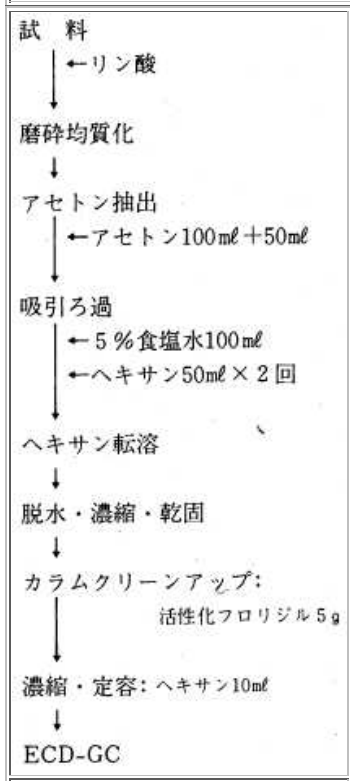 試 料
←リン酸
磨砕均質化
アセトン抽出
←アセトン100mℓ+50mℓ
吸引ろ過
←5%食塩水100mℓ
←ヘキサン50mℓ×2回
ヘキサン転溶
脱水・濃縮・乾固
カラムクリーンアップ:
活性化フロリジル5g
濃縮・定容:ヘキサン10mℓ
ECD-GC